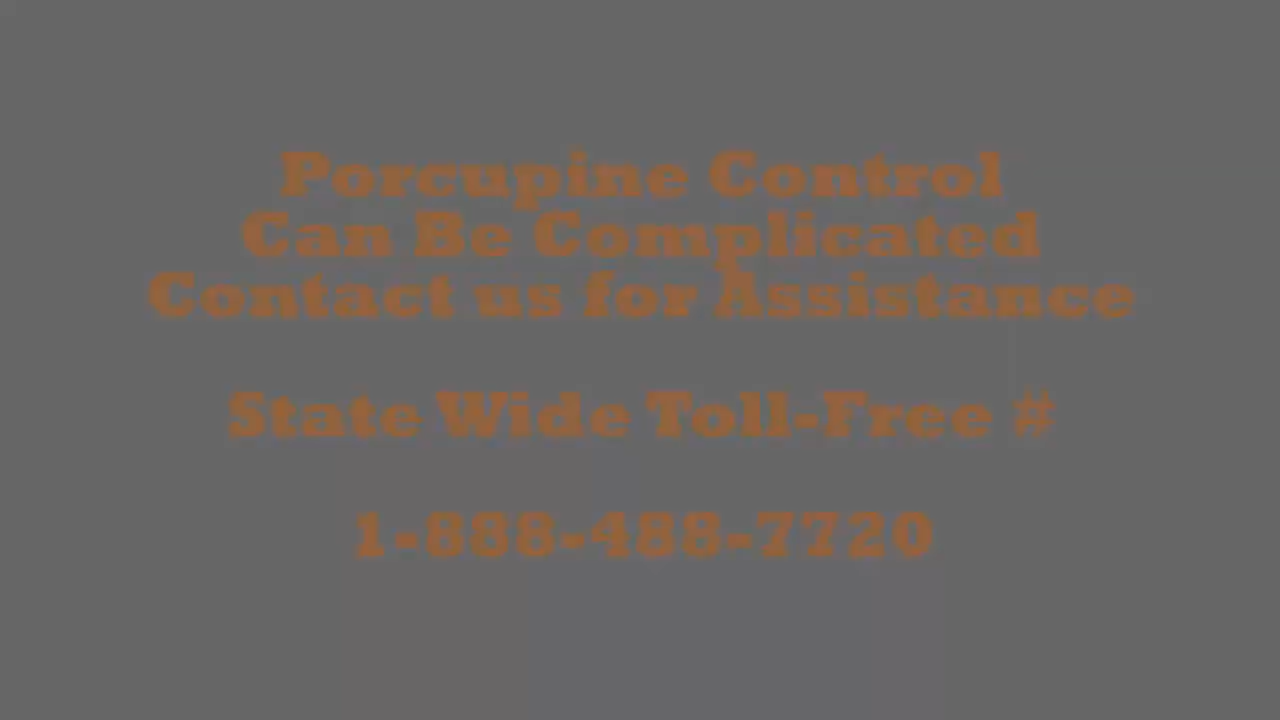 Porcupine Control
Can Be Complicated
Contact us for Assistance
State Wide Toll-Free #
1-888-488-7720